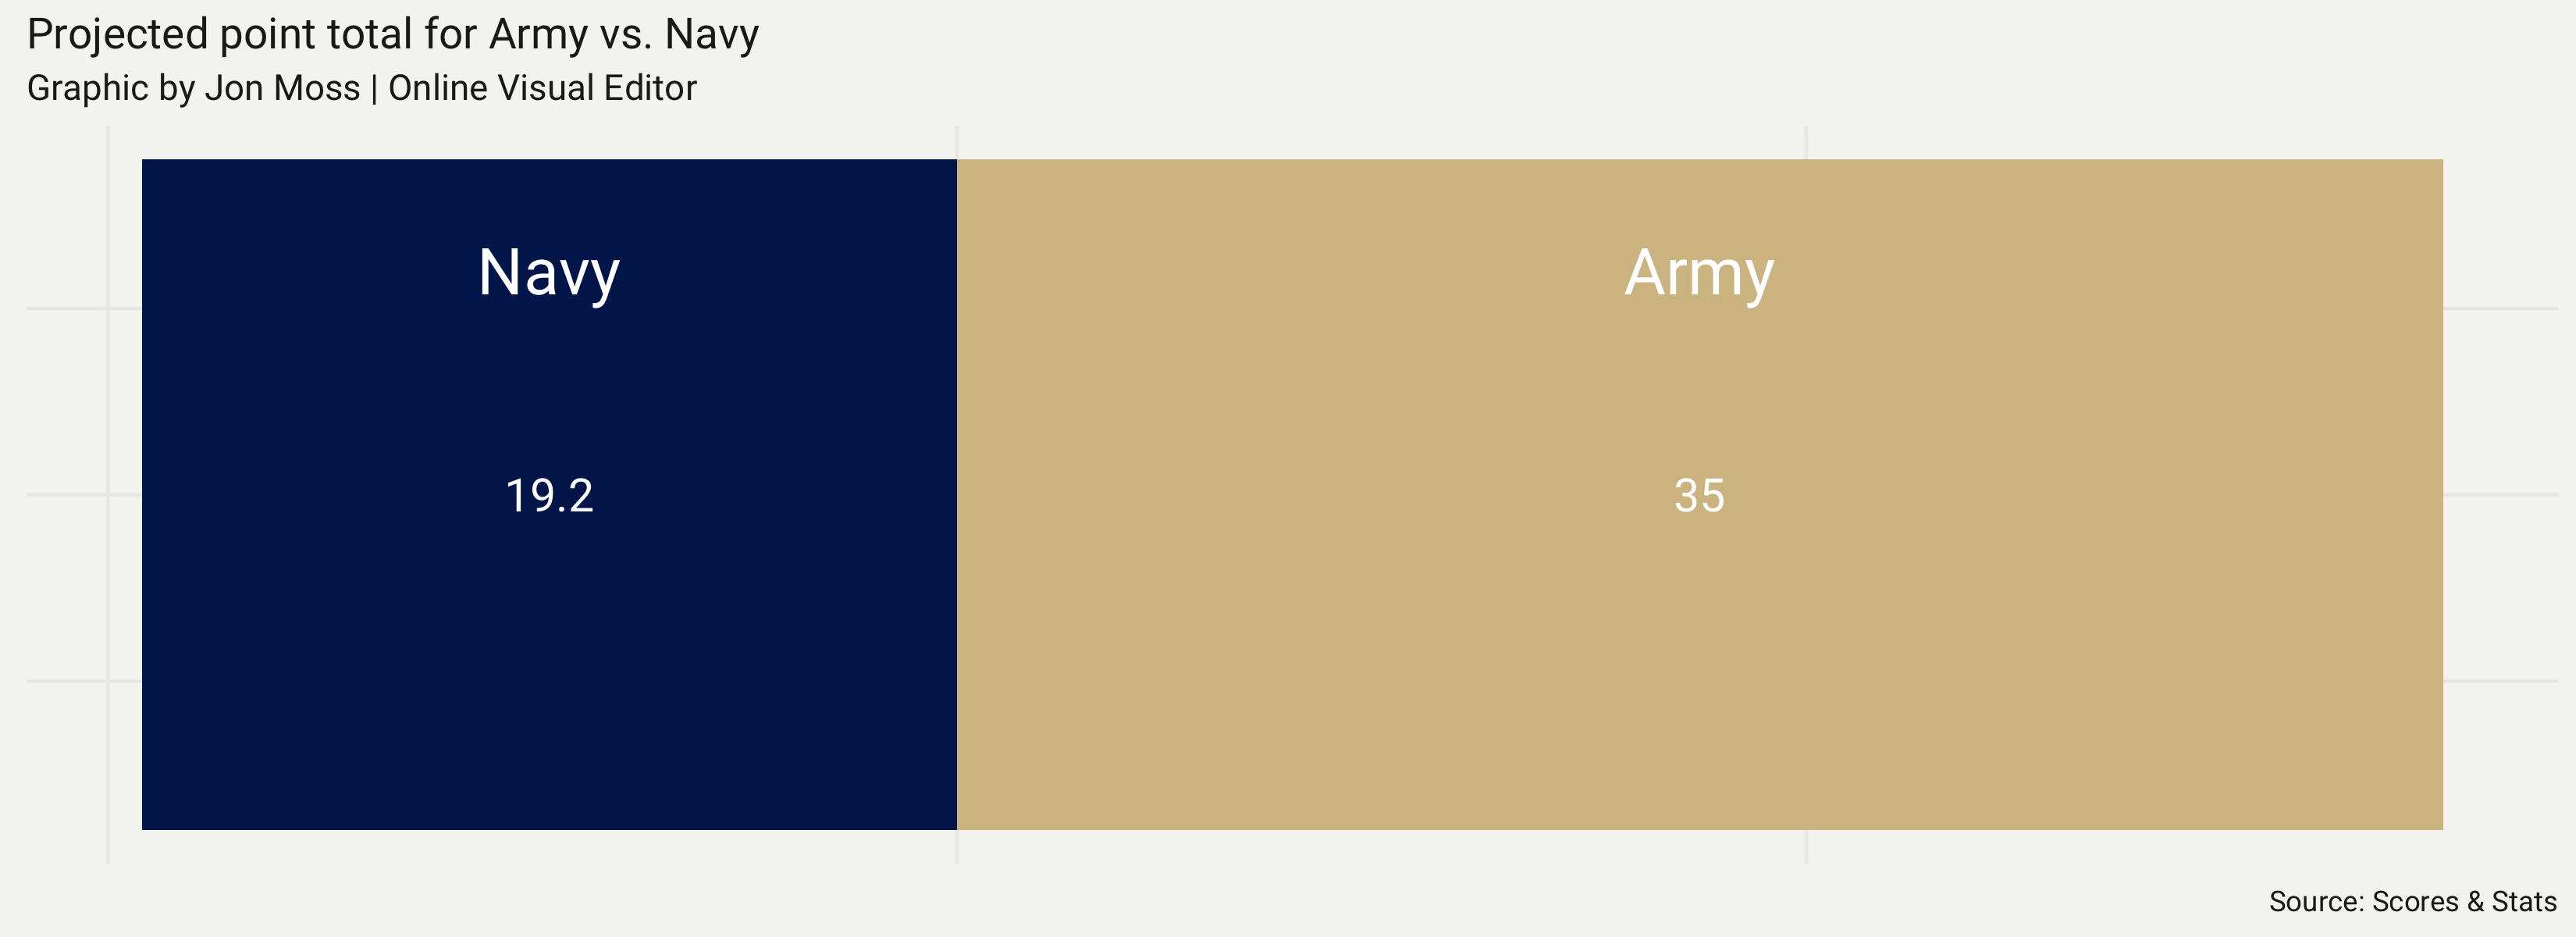 Projected point total for Army vs. Navy
Graphic by Jon Moss | Online Visual Editor
Navy
Army
19.2
35
Source: Scores & Stats